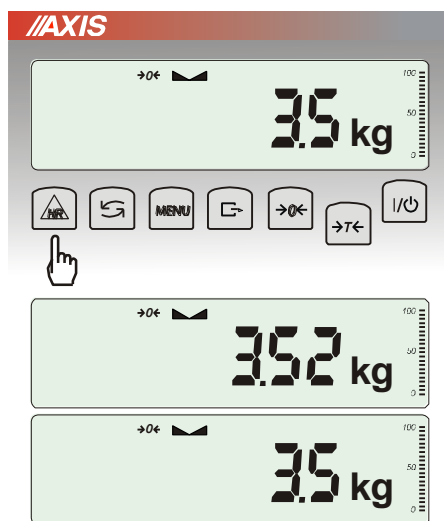 AXIS
→0← 100
50
3.5 kg
0
HR MENU →0← →T← I/⏻
→0← 100
50
3.52 kg
0
→0← 100
50
3.5 kg
0